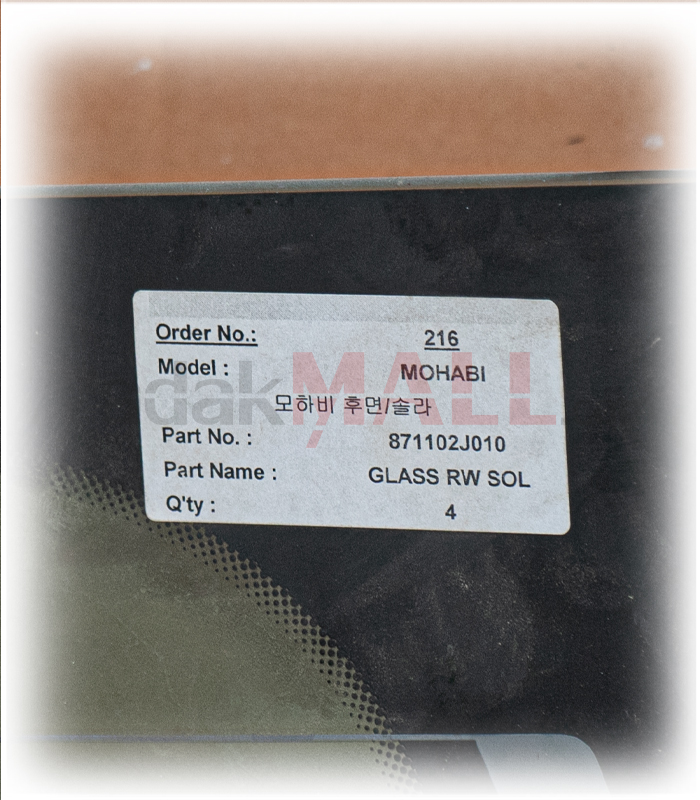 Order No.: 216
Model : MOHABI
모하비 후면/솔라
dakMALL
Part No. : 871102J010
Part Name : GLASS RW SOL
Q'ty : 4